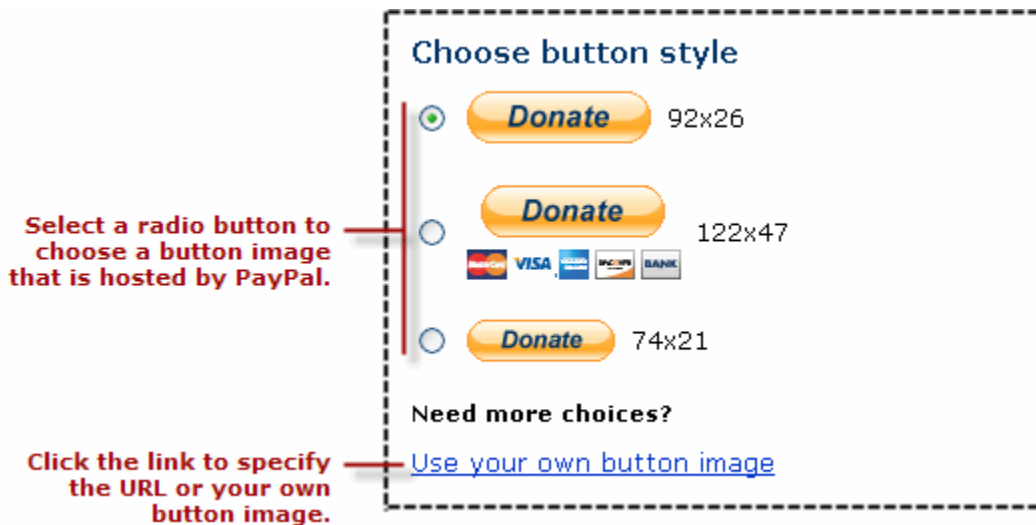 Choose button style
Donate 92x26
Select a radio button to
choose a button image
that is hosted by PayPal.
Donate
122x47
MasterCard VISA BANK
Donate 74x21
Need more choices?
Click the link to specify
the URL or your own
button image.
Use your own button image